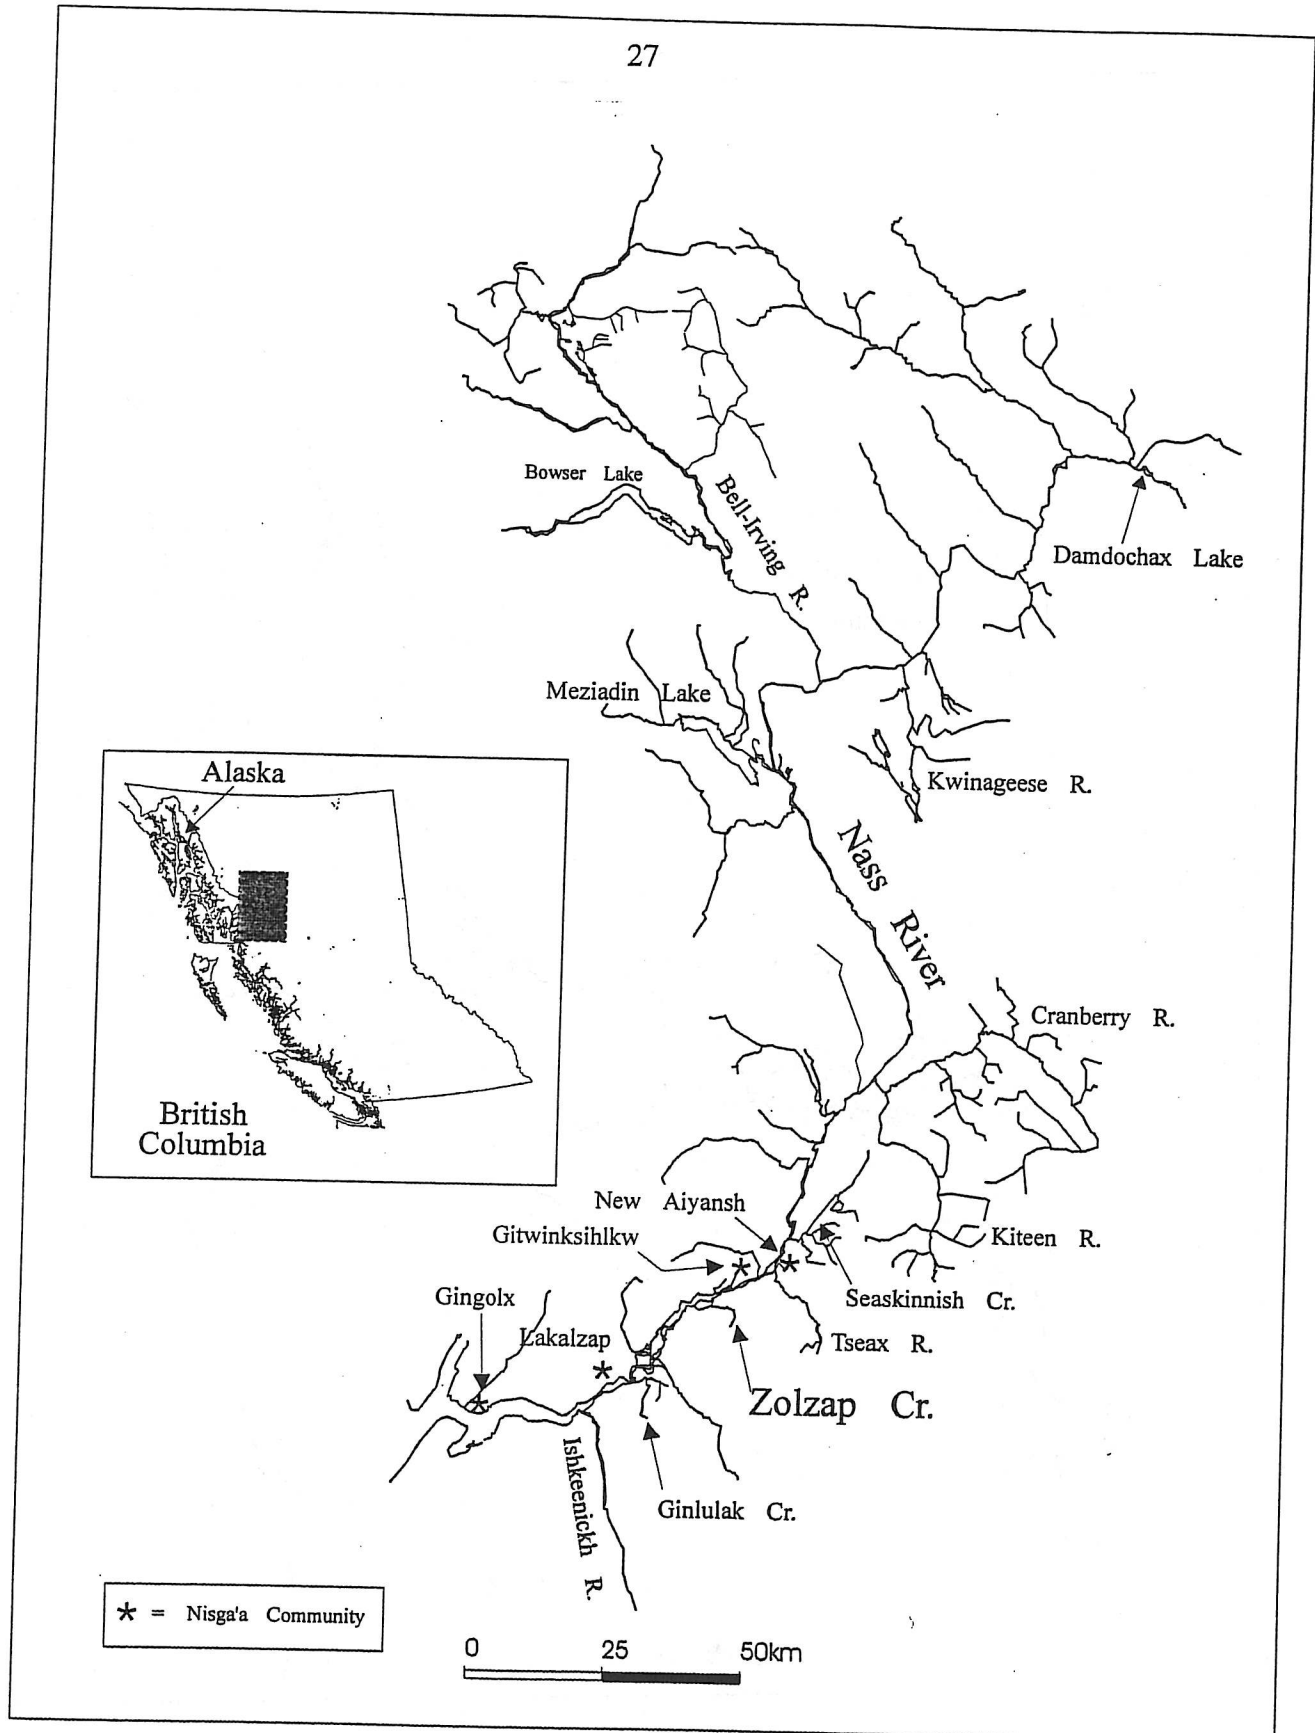 27
Bowser Lake
Bell-Irving R.
Damdochax Lake
Meziadin Lake
Kwinageese R.
Alaska
Nass River
Cranberry R.
British
Columbia
New Aiyansh
Gitwinksihlkw
Kiteen R.
Gingolx
Seaskinnish Cr.
Lakalzap
Tseax R.
Zolzap Cr.
Ishkeenickh R.
Ginlulak Cr.
* = Nisga'a Community
0 25 50km